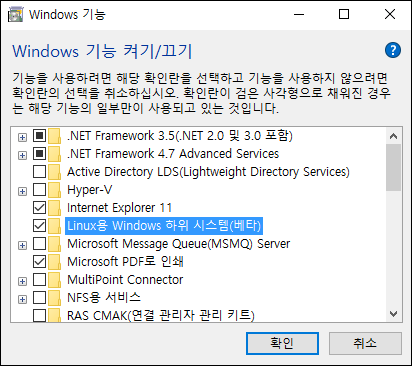 Windows 기능
Windows 기능 켜기/끄기
기능을 사용하려면 해당 확인란을 선택하고 기능을 사용하지 않으려면
확인란의 선택을 취소하십시오. 확인란이 검은 사각형으로 채워진 경우
는 해당 기능의 일부만이 사용되고 있는 것입니다.
.NET Framework 3.5(.NET 2.0 및 3.0 포함)
.NET Framework 4.7 Advanced Services
Active Directory LDS(Lightweight Directory Services)
Hyper-V
Internet Explorer 11
Linux용 Windows 하위 시스템(베타)
Microsoft Message Queue(MSMQ) Server
Microsoft PDF로 인쇄
MultiPoint Connector
NFS용 서비스
RAS CMAK(연결 관리자 관리 키트)
확인
취소